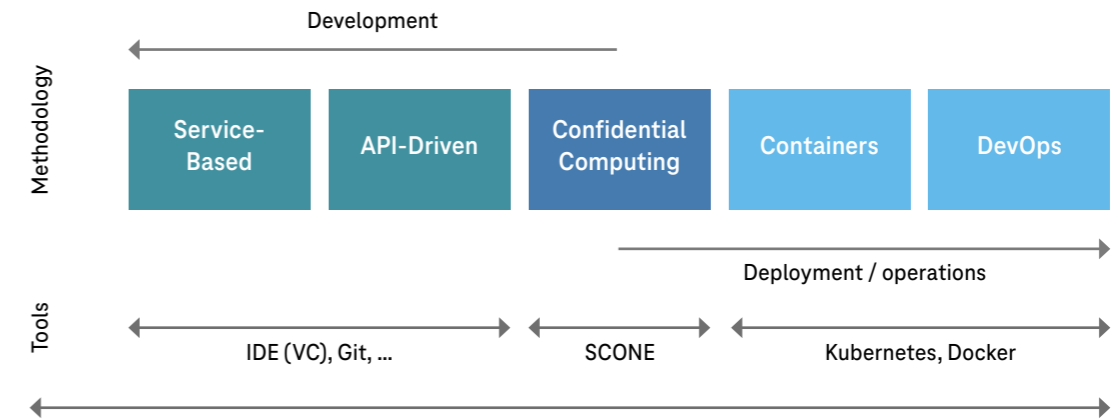 Development
Methodology
Service-
Based
API-Driven
Confidential
Computing
Containers
DevOps
Deployment / operations
Tools
IDE (VC), Git, ...
SCONE
Kubernetes, Docker